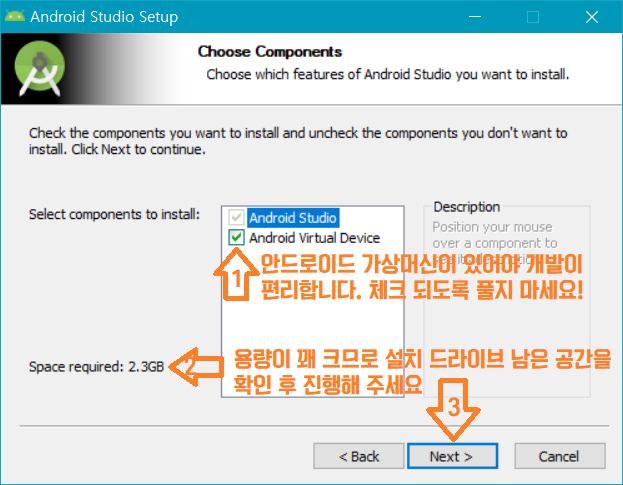 Android Studio Setup
Choose Components
Choose which features of Android Studio you want to install.
Check the components you want to install and uncheck the components you don't want to
install. Click Next to continue.
Select components to install:
Android Studio
Android Virtual Device
Description
Position your mouse
over a component to
see its description.
1
안드로이드 가상머신이 있어야 개발이
편리합니다. 체크 되도록 풀지 마세요!
Space required: 2.3GB
2
용량이 꽤 크므로 설치 드라이브 남은 공간을
확인 후 진행해 주세요
3
< Back
Next >
Cancel